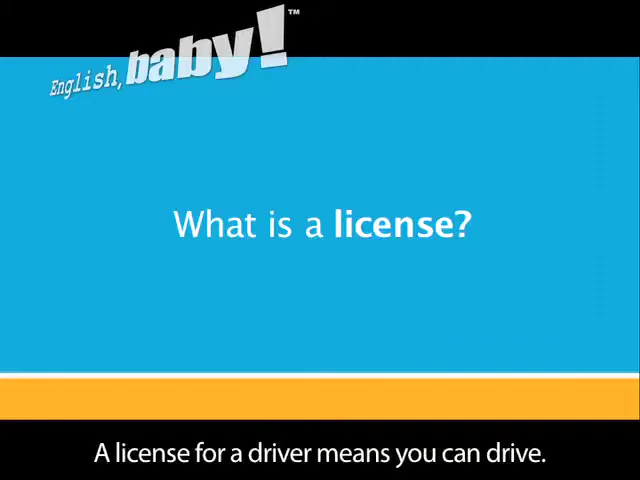 English, baby!™
What is a license?
A license for a driver means you can drive.